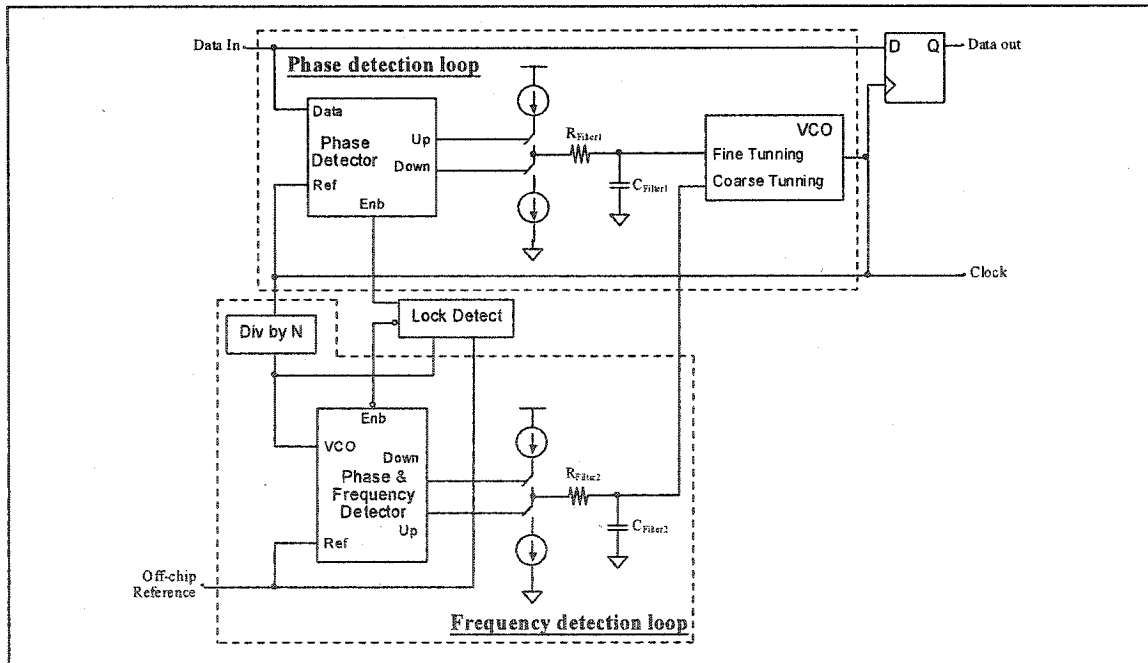 Data In
Phase detection loop
D Q
Data out
Data
Up
Phase
Detector
Down
Ref
Enb
RFilter1
CFilter1
VCO
Fine Tunning
Coarse Tunning
Clock
Div by N
Lock Detect
Enb
VCO
Down
Phase &
Frequency
Detector
Up
Ref
RFilter2
CFilter2
Off-chip
Reference
Frequency detection loop